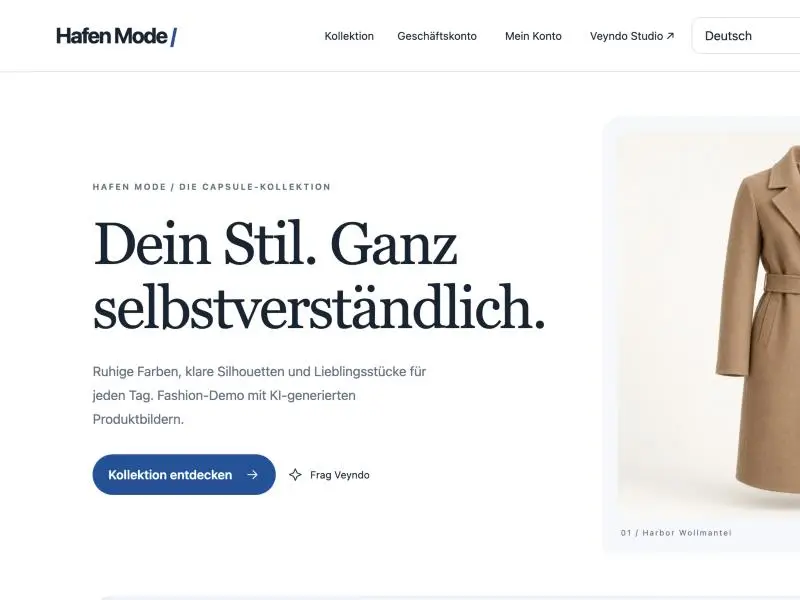 Hafen Mode /
Kollektion
Geschäftskonto
Mein Konto
Veyndo Studio ↗
Deutsch
HAFEN MODE / DIE CAPSULE-KOLLEKTION
Dein Stil. Ganz
selbstverständlich.
Ruhige Farben, klare Silhouetten und Lieblingsstücke für
jeden Tag. Fashion-Demo mit KI-generierten
Produktbildern.
Kollektion entdecken →
Frag Veyndo
01 / Harbor Wollmantel